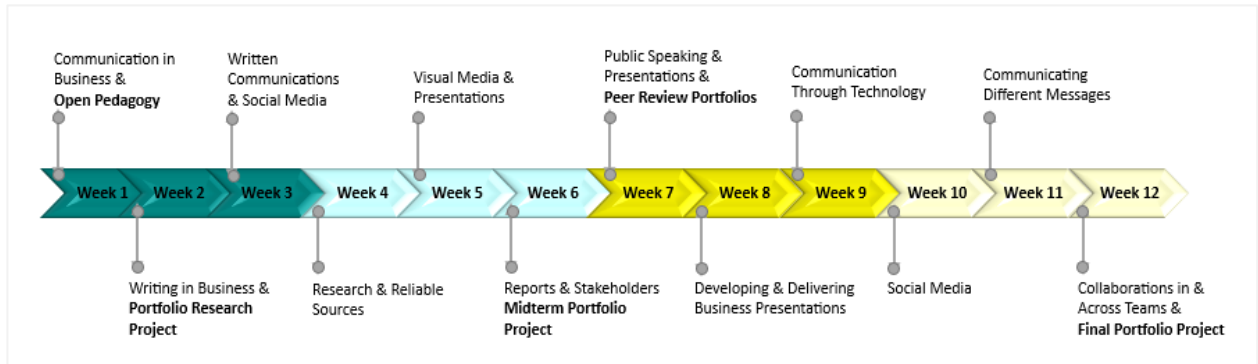 Communication in
Business &
Open Pedagogy
Written
Communications
& Social Media
Visual Media &
Presentations
Public Speaking &
Presentations &
Peer Review Portfolios
Communication
Through Technology
Communicating
Different Messages
Week 1
Week 2
Week 3
Week 4
Week 5
Week 6
Week 7
Week 8
Week 9
Week 10
Week 11
Week 12
Writing in Business &
Portfolio Research
Project
Research & Reliable
Sources
Reports & Stakeholders
Midterm Portfolio
Project
Developing & Delivering
Business Presentations
Social Media
Collaborations in &
Across Teams &
Final Portfolio Project